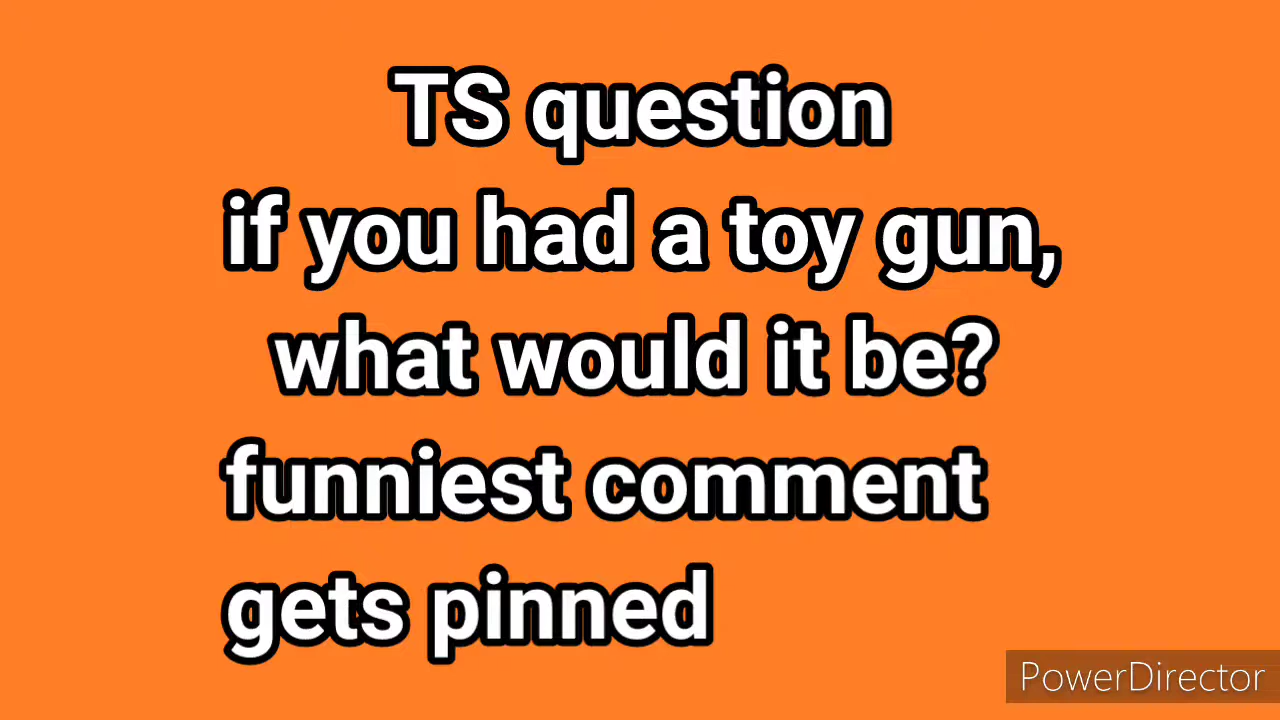 TS question
if you had a toy gun,
what would it be?
funniest comment
gets pinned
PowerDirector